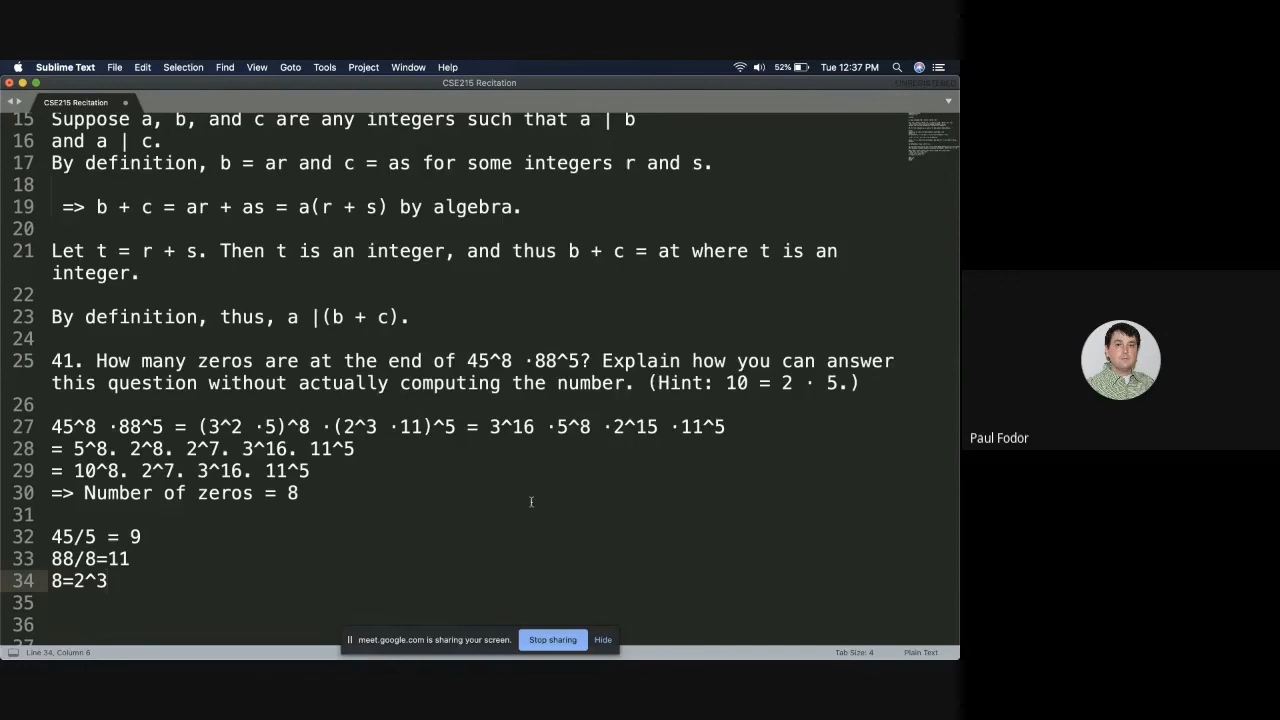 Sublime Text File Edit Selection Find View Goto Tools Project Window Help 52% Tue 12:37 PM
CSE215 Recitation
UNREGISTERED
CSE215 Recitation
15 Suppose a, b, and c are any integers such that a | b
16 and a | c.
17 By definition, b = ar and c = as for some integers r and s.
18
19 => b + c = ar + as = a(r + s) by algebra.
20
21 Let t = r + s. Then t is an integer, and thus b + c = at where t is an
integer.
22
23 By definition, thus, a |(b + c).
24
25 41. How many zeros are at the end of 45^8 ·88^5? Explain how you can answer
this question without actually computing the number. (Hint: 10 = 2 · 5.)
26
27 45^8 ·88^5 = (3^2 ·5)^8 ·(2^3 ·11)^5 = 3^16 ·5^8 ·2^15 ·11^5
28 = 5^8. 2^8. 2^7. 3^16. 11^5
29 = 10^8. 2^7. 3^16. 11^5
30 => Number of zeros = 8
31
32 45/5 = 9
33 88/8=11
34 8=2^3
35
36
37
meet.google.com is sharing your screen. Stop sharing Hide
Line 34, Column 6 Tab Size: 4 Plain Text
Paul Fodor